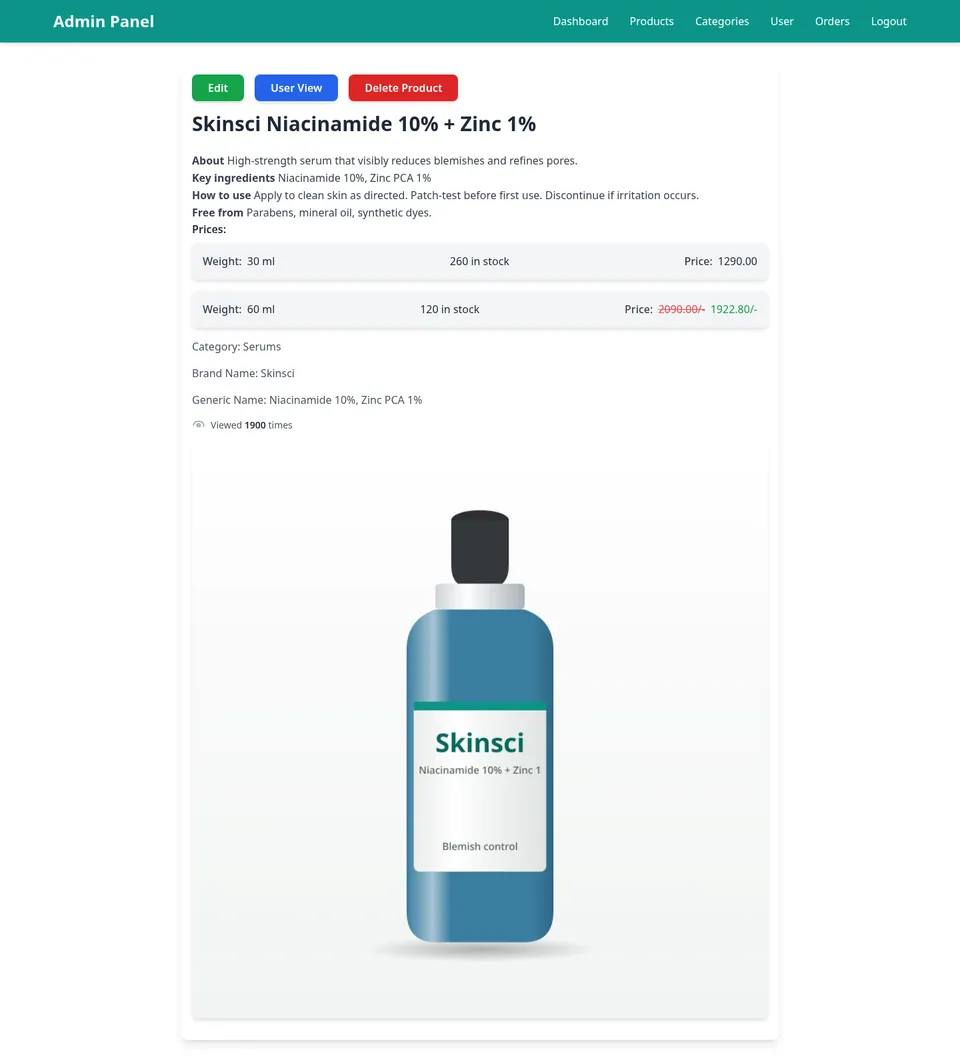 Admin Panel
Dashboard Products Categories User Orders Logout
Edit User View Delete Product
Skinsci Niacinamide 10% + Zinc 1%
About High-strength serum that visibly reduces blemishes and refines pores.
Key ingredients Niacinamide 10%, Zinc PCA 1%
How to use Apply to clean skin as directed. Patch-test before first use. Discontinue if irritation occurs.
Free from Parabens, mineral oil, synthetic dyes.
Prices:
Weight: 30 ml 260 in stock Price: 1290.00
Weight: 60 ml 120 in stock Price: 2090.00/- 1922.80/-
Category: Serums
Brand Name: Skinsci
Generic Name: Niacinamide 10%, Zinc PCA 1%
Viewed 1900 times
Skinsci
Niacinamide 10% + Zinc 1
Blemish control